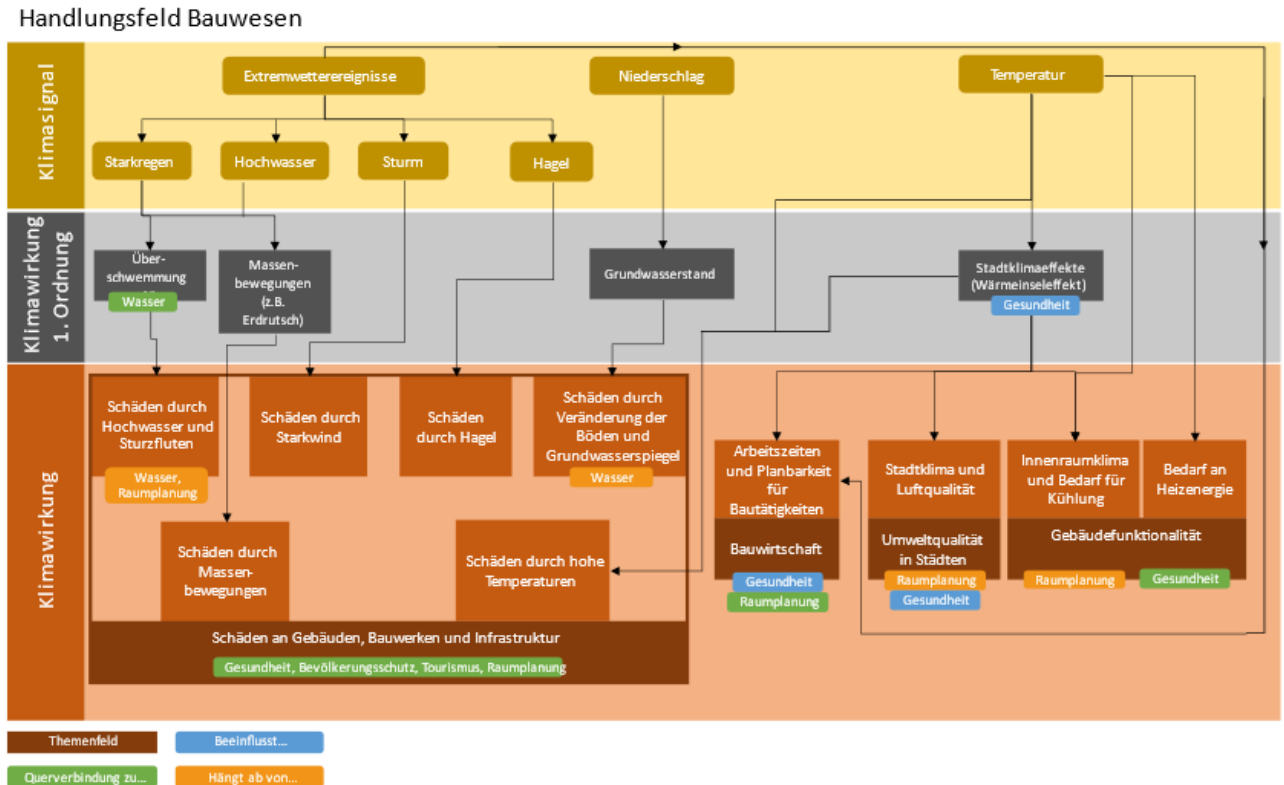 Handlungsfeld Bauwesen
Klimasignal
Extremwetterereignisse
Niederschlag
Temperatur
Starkregen
Hochwasser
Sturm
Hagel
Klimawirkung
1. Ordnung
Über-
schwemmung
Wasser
Massen-
bewegungen
(z.B.
Erdrutsch)
Grundwasserstand
Stadtklimaeffekte
(Wärmeinseleffekt)
Gesundheit
Klimawirkung
Schäden durch
Hochwasser und
Sturzfluten
Wasser,
Raumplanung
Schäden durch
Starkwind
Schäden
durch Hagel
Schäden durch
Veränderung der
Böden und
Grundwasserspiegel
Wasser
Schäden durch
Massen-
bewegungen
Schäden durch hohe
Temperaturen
Schäden an Gebäuden, Bauwerken und Infrastruktur
Gesundheit, Bevölkerungsschutz, Tourismus, Raumplanung
Arbeitszeiten
und Planbarkeit
für
Bautätigkeiten
Bauwirtschaft
Gesundheit
Raumplanung
Stadtklima und
Luftqualität
Umweltqualität
in Städten
Raumplanung
Gesundheit
Innenraumklima
und Bedarf für
Kühlung
Bedarf an
Heizenergie
Gebäudefunktionalität
Raumplanung
Gesundheit
Themenfeld
Beeinflusst...
Querverbindung zu...
Hängt ab von...